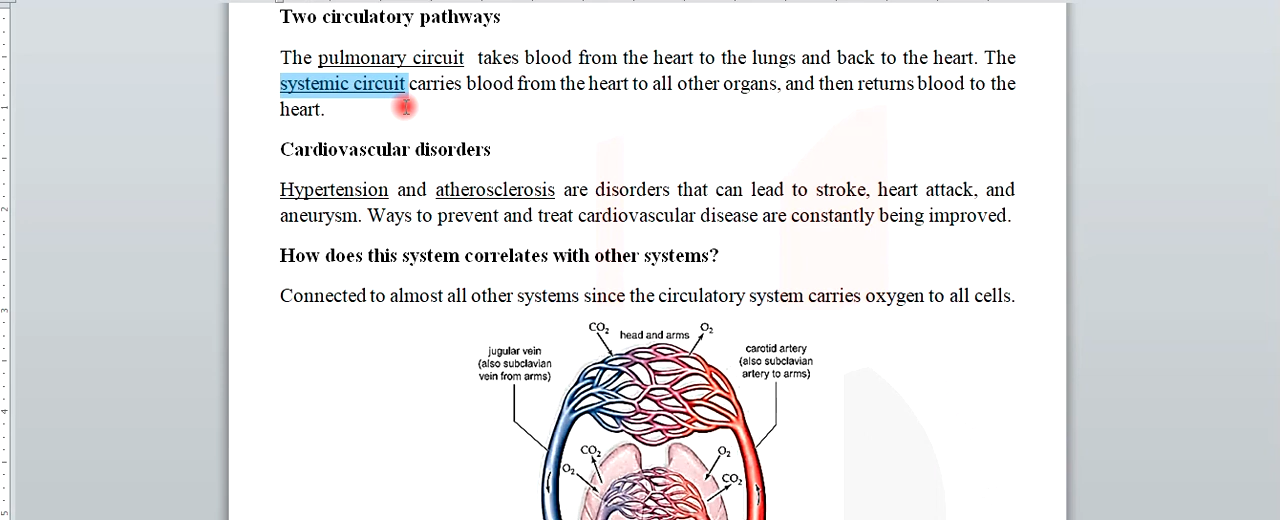 Two circulatory pathways
The pulmonary circuit takes blood from the heart to the lungs and back to the heart. The
systemic circuit carries blood from the heart to all other organs, and then returns blood to the
heart.
Cardiovascular disorders
Hypertension and atherosclerosis are disorders that can lead to stroke, heart attack, and
aneurysm. Ways to prevent and treat cardiovascular disease are constantly being improved.
How does this system correlates with other systems?
Connected to almost all other systems since the circulatory system carries oxygen to all cells.
CO₂
head and arms
O₂
jugular vein
(also subclavian
vein from arms)
carotid artery
(also subclavian
artery to arms)
CO₂
O₂
O₂
CO₂
1
2
3
4
5